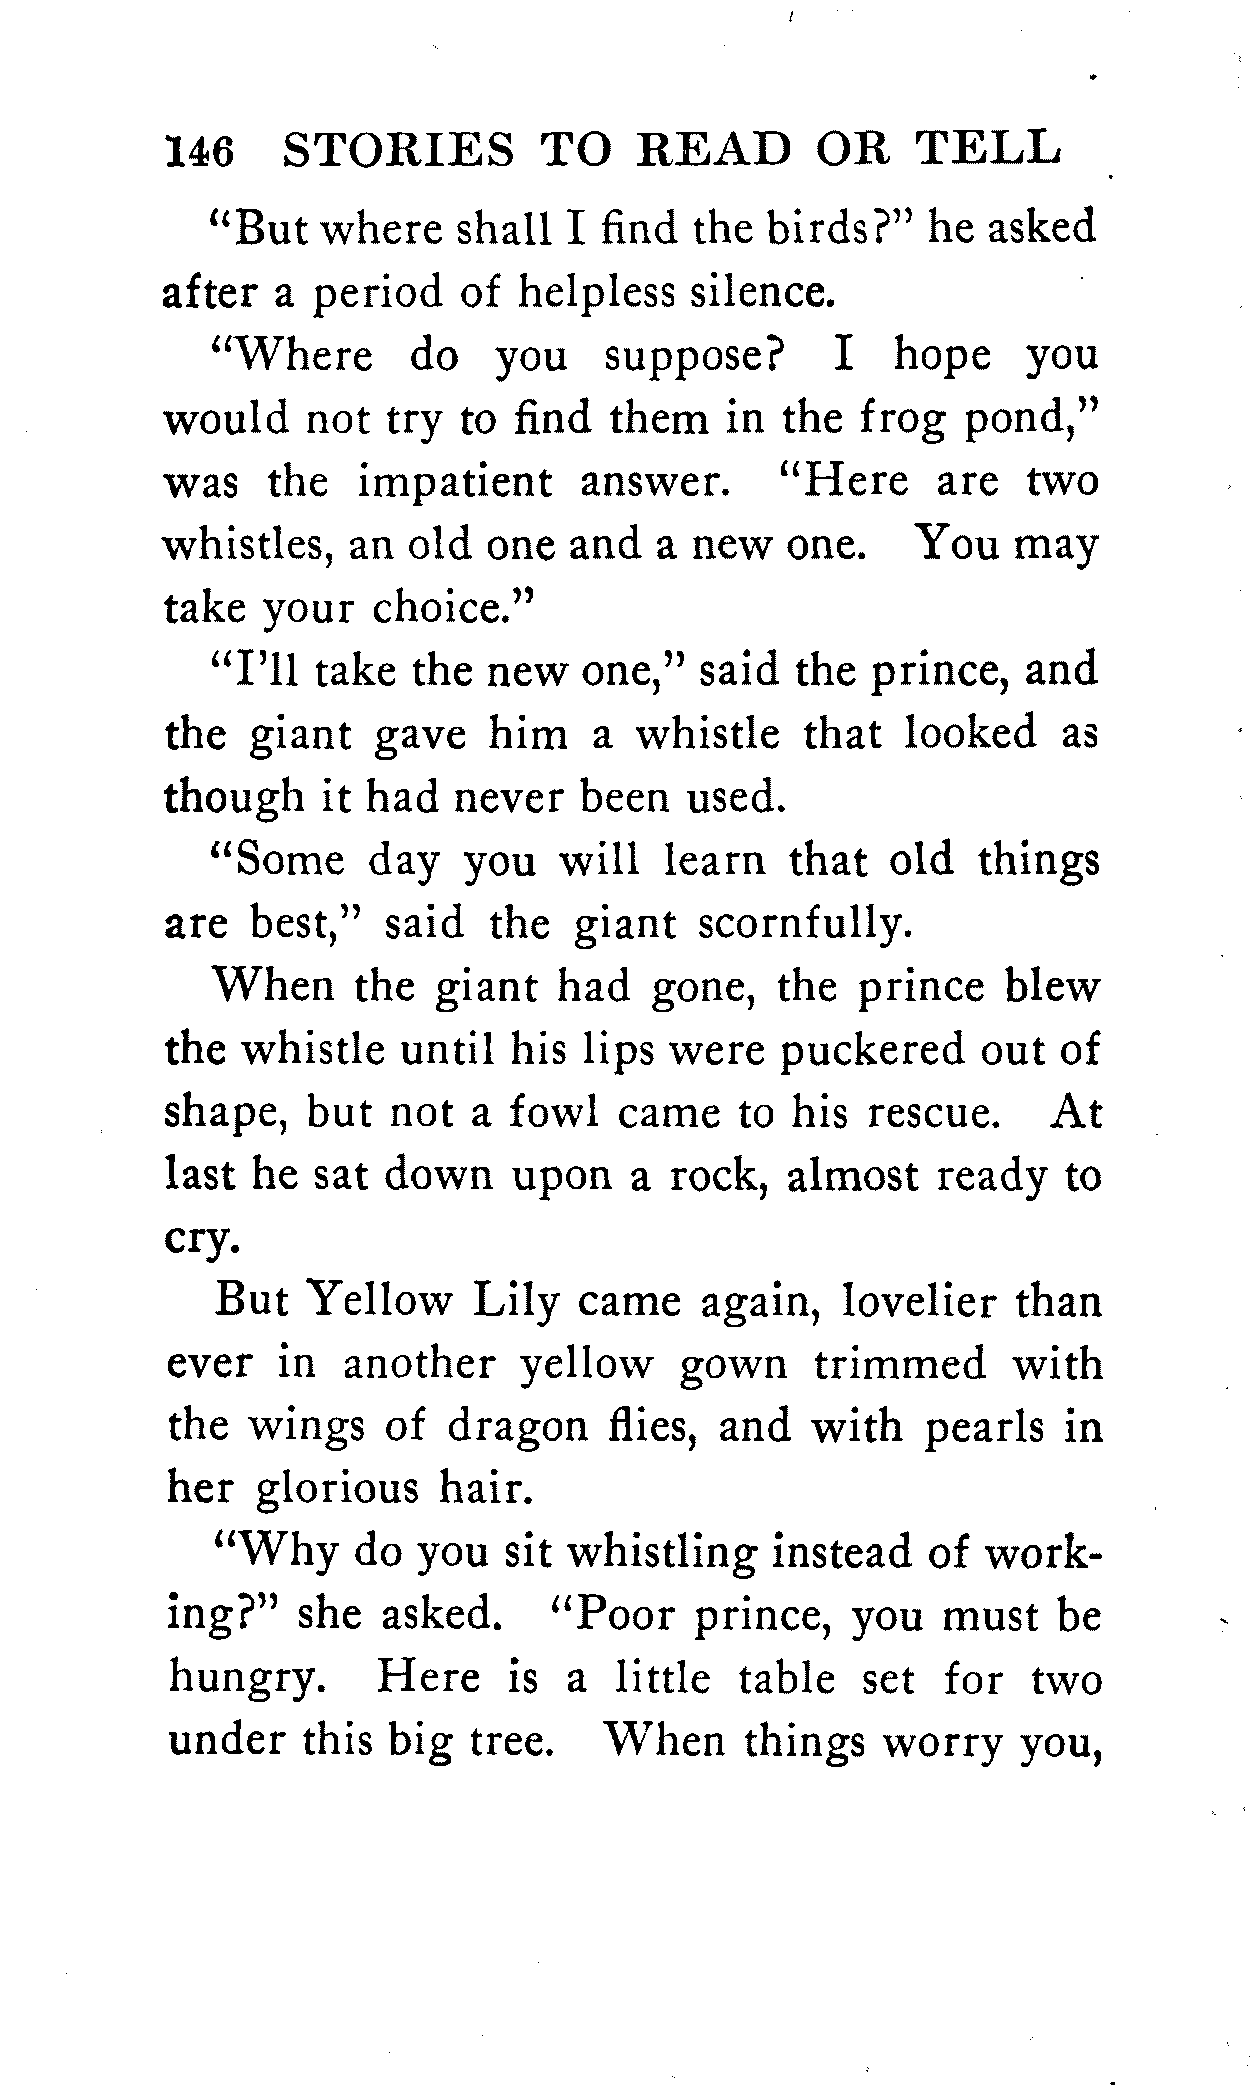 146 STORIES TO READ OR TELL
“But where shall I find the birds?” he asked
after a period of helpless silence.
“Where do you suppose? I hope you
would not try to find them in the frog pond,”
was the impatient answer. “Here are two
whistles, an old one and a new one. You may
take your choice.”
“I’ll take the new one,” said the prince, and
the giant gave him a whistle that looked as
though it had never been used.
“Some day you will learn that old things
are best,” said the giant scornfully.
When the giant had gone, the prince blew
the whistle until his lips were puckered out of
shape, but not a fowl came to his rescue. At
last he sat down upon a rock, almost ready to
cry.
But Yellow Lily came again, lovelier than
ever in another yellow gown trimmed with
the wings of dragon flies, and with pearls in
her glorious hair.
“Why do you sit whistling instead of work-
ing?” she asked. “Poor prince, you must be
hungry. Here is a little table set for two
under this big tree. When things worry you,